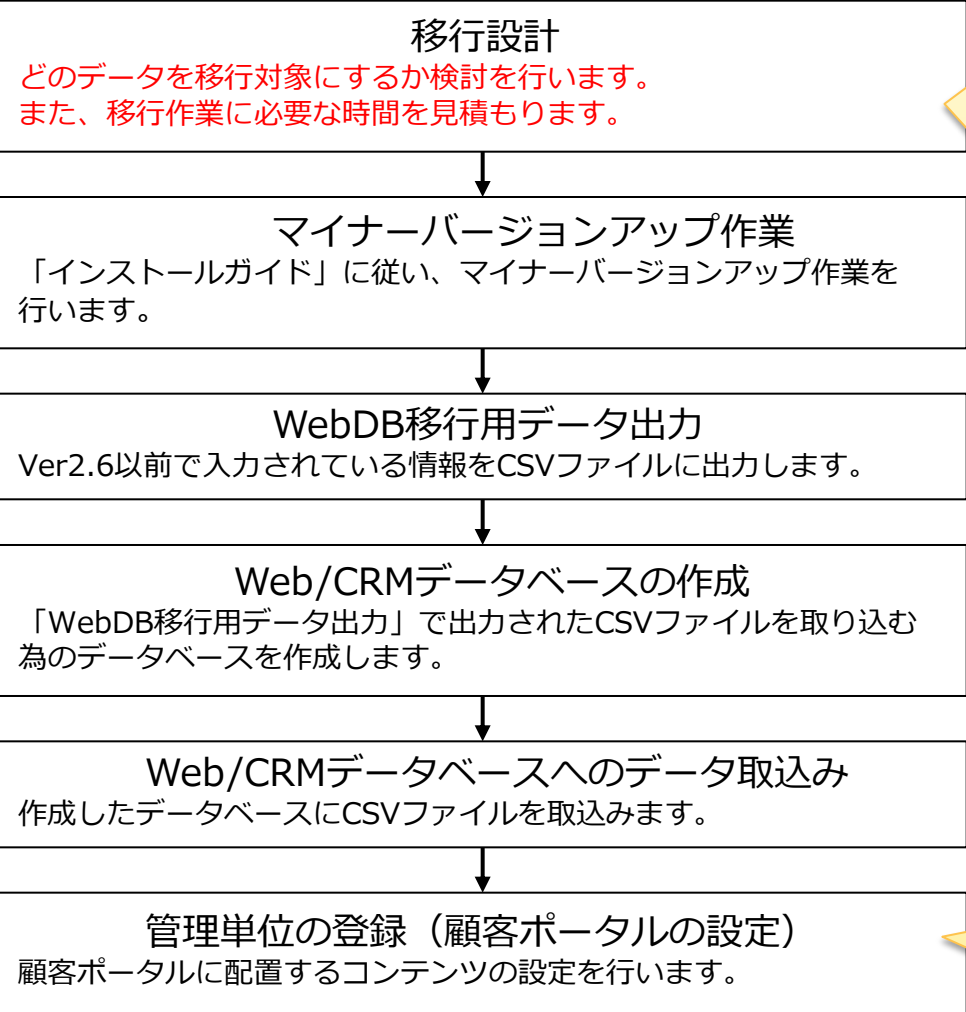 移行設計
どのデータを移行対象にするか検討を行います。
また、移行作業に必要な時間を見積もります。
マイナーバージョンアップ作業
「インストールガイド」に従い、マイナーバージョンアップ作業を
行います。
WebDB移行用データ出力
Ver2.6以前で入力されている情報をCSVファイルに出力します。
Web/CRMデータベースの作成
「WebDB移行用データ出力」で出力されたCSVファイルを取り込む
為のデータベースを作成します。
Web/CRMデータベースへのデータ取込み
作成したデータベースにCSVファイルを取込みます。
管理単位の登録（顧客ポータルの設定）
顧客ポータルに配置するコンテンツの設定を行います。